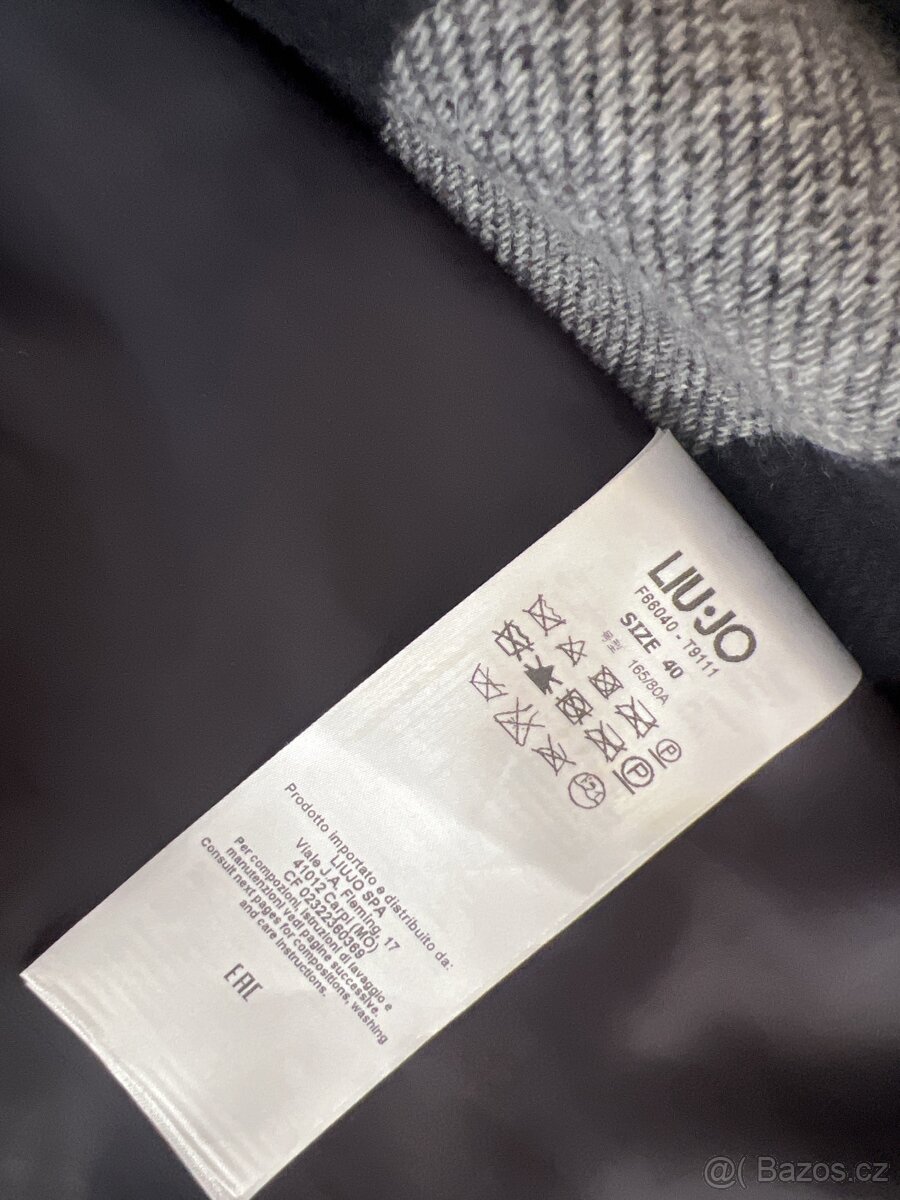 LIU·JO
F66040 - T9111
SIZE 40
165/80A
Prodotto importato e distribuito da:
LIUJO SPA
Viale J.A. Fleming, 17
41012 Carpi (MO)
CF 02322360369
Per compozioni, istruzioni di lavaggio e
manutenzioni vedi pagine successive.
Consult next pages for compositions, washing
and care instructions.
EAC
@( Bazos.cz